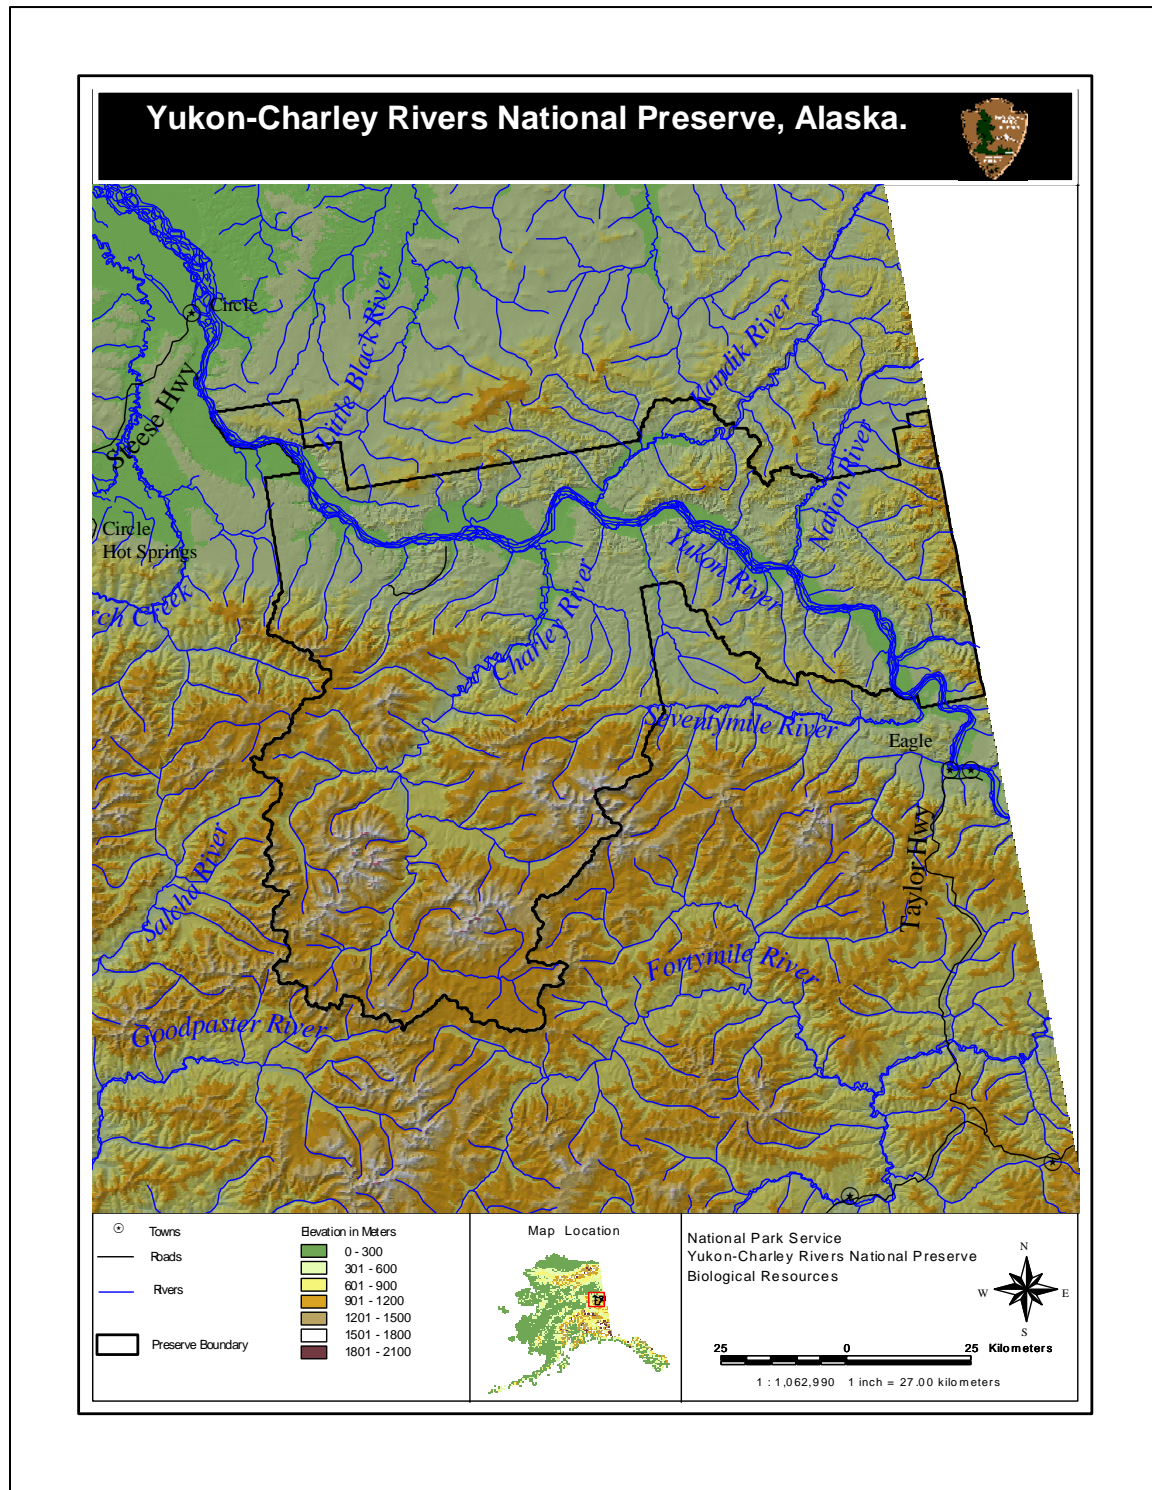 Yukon-Charley Rivers National Preserve, Alaska.
Circle
Little Black River
Kandik River
Steese Hwy
Nation River
Circle
Hot Springs
Yukon River
rch Creek
Charley River
Seventymile River
Eagle
Taylor Hwy
Salcha River
Fortymile River
Goodpaster River
Towns
Roads
Rivers
Preserve Boundary
Elevation in Meters
0 - 300
301 - 600
601 - 900
901 - 1200
1201 - 1500
1501 - 1800
1801 - 2100
Map Location
National Park Service
Yukon-Charley Rivers National Preserve
Biological Resources
N
W E
S
25 0 25 Kilometers
1 : 1,062,990 1 inch = 27.00 kilometers